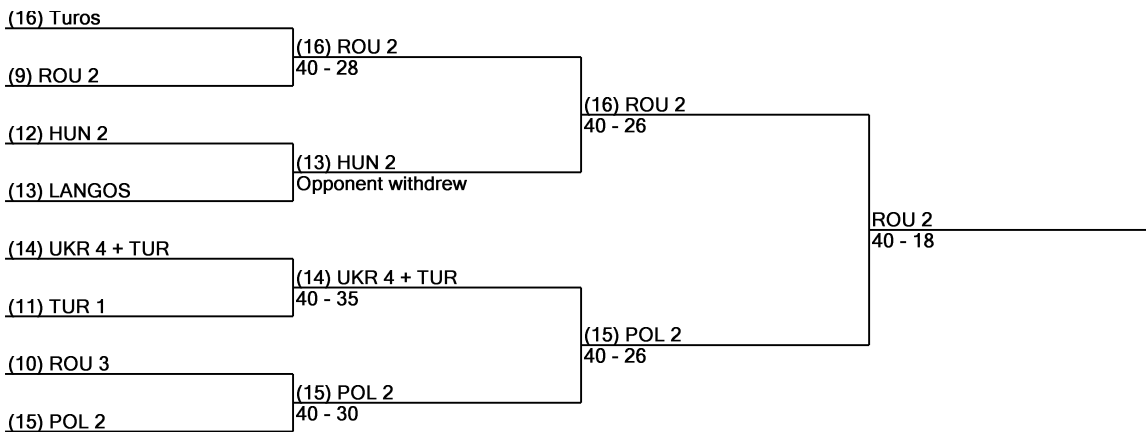 (16) Turos
(9) ROU 2
(12) HUN 2
(13) LANGOS
(14) UKR 4 + TUR
(11) TUR 1
(10) ROU 3
(15) POL 2
(16) ROU 2
40 - 28
(13) HUN 2
Opponent withdrew
(14) UKR 4 + TUR
40 - 35
(15) POL 2
40 - 30
(16) ROU 2
40 - 26
(15) POL 2
40 - 26
ROU 2
40 - 18